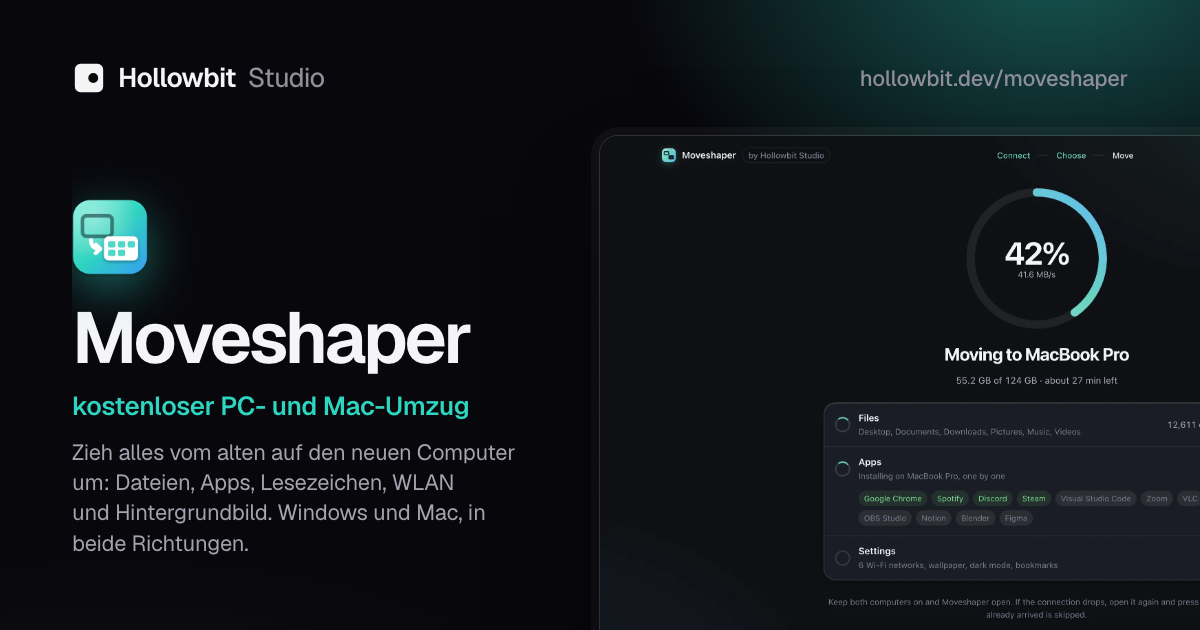 Hollowbit Studio
hollowbit.dev/moveshaper
Moveshaper
kostenloser PC- und Mac-Umzug
Zieh alles vom alten auf den neuen Computer
um: Dateien, Apps, Lesezeichen, WLAN
und Hintergrundbild. Windows und Mac, in
beide Richtungen.
Moveshaper by Hollowbit Studio
Connect — Choose — Move
42%
41.6 MB/s
Moving to MacBook Pro
55.2 GB of 124 GB · about 27 min left
Files
Desktop, Documents, Downloads, Pictures, Music, Videos
12,611
Apps
Installing on MacBook Pro, one by one
Google Chrome Spotify Discord Steam Visual Studio Code Zoom VLC
OBS Studio Notion Blender Figma
Settings
6 Wi-Fi networks, wallpaper, dark mode, bookmarks
Keep both computers on and Moveshaper open. If the connection drops, open it again and press
already arrived is skipped.